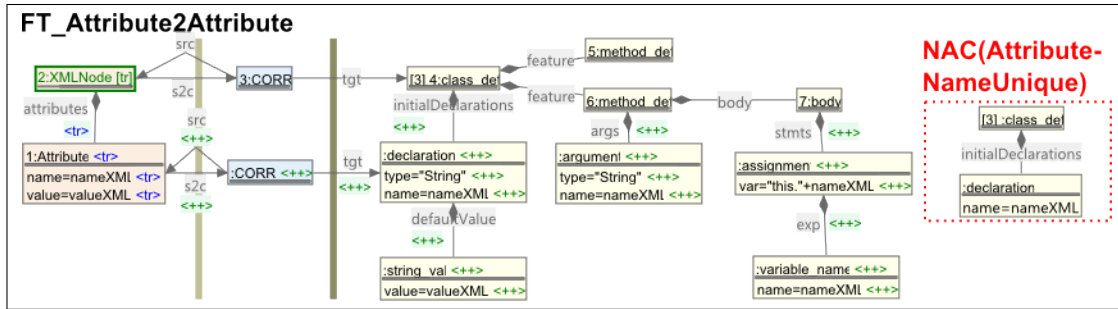 FT_Attribute2Attribute
NAC(Attribute-
NameUnique)
src
2:XMLNode [tr]
s2c
3:CORR
tgt
[3] 4:class_def
feature
5:method_def
feature
6:method_def
body
7:body
attributes
<tr>
src
<++>
initialDeclarations
<++>
args
<++>
stmts
<++>
1:Attribute <tr>
name=nameXML <tr>
value=valueXML <tr>
s2c
<++>
:CORR <++>
tgt
<++>
:declaration <++>
type="String" <++>
name=nameXML <++>
:argument <++>
type="String" <++>
name=nameXML <++>
:assignment <++>
var="this."+nameXML <++>
defaultValue
<++>
exp
<++>
:string_val <++>
value=valueXML <++>
:variable_name <++>
name=nameXML <++>
[3] :class_def
initialDeclarations
:declaration
name=nameXML